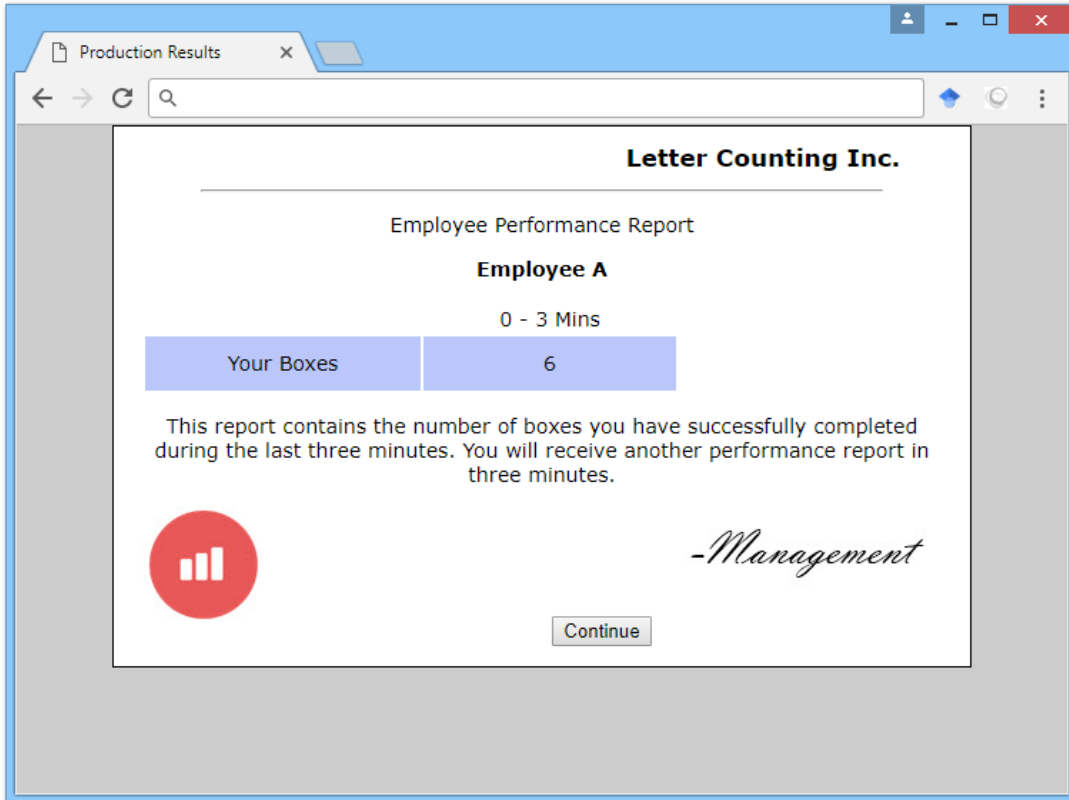 Production Results
Letter Counting Inc.
Employee Performance Report
Employee A
0 - 3 Mins
Your Boxes 6
This report contains the number of boxes you have successfully completed
during the last three minutes. You will receive another performance report in
three minutes.
-Management
Continue